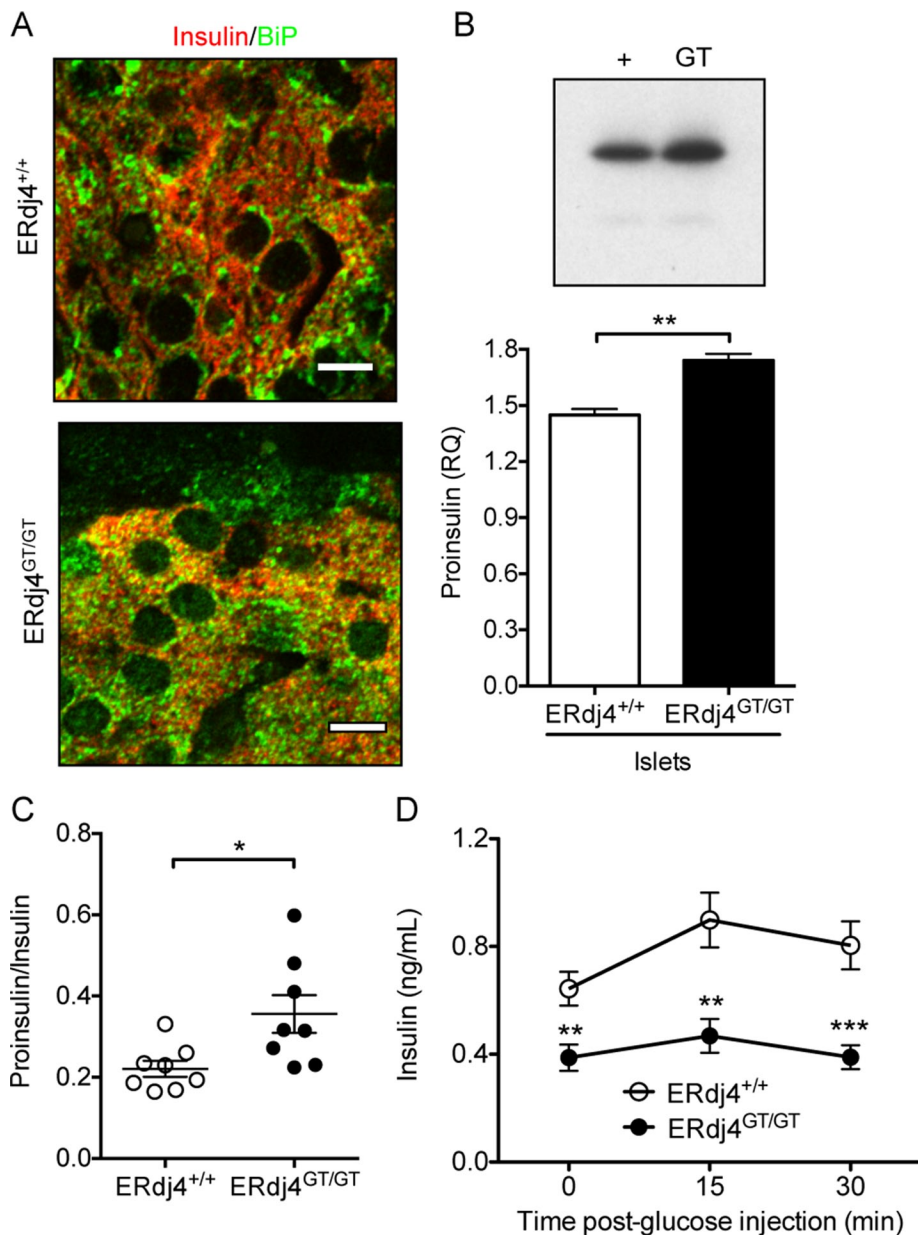 A
Insulin/BiP
ERdj4+/+
ERdj4GT/GT
B
+ GT
**
1.8
1.5
1.2
0.9
0.6
0.3
0.0
Proinsulin (RQ)
ERdj4+/+ ERdj4GT/GT
Islets
C
0.8
0.6
0.4
0.2
0.0
Proinsulin/Insulin
*
ERdj4+/+ ERdj4GT/GT
D
1.2
0.8
0.4
0.0
Insulin (ng/mL)
** ** ***
ERdj4+/+
ERdj4GT/GT
0 15 30
Time post-glucose injection (min)